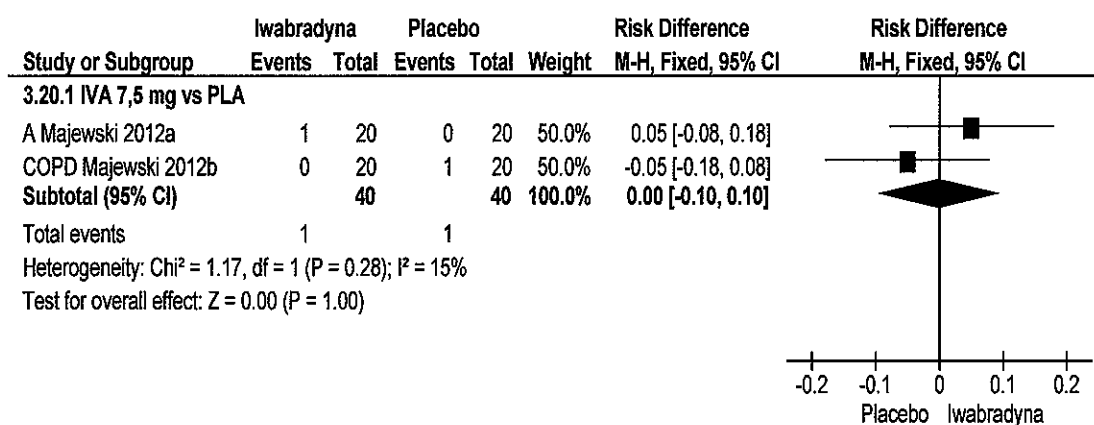 Iwabradyna Placebo Risk Difference Risk Difference
Study or Subgroup Events Total Events Total Weight M-H, Fixed, 95% CI M-H, Fixed, 95% CI
3.20.1 IVA 7,5 mg vs PLA
A Majewski 2012a 1 20 0 20 50.0% 0.05 [-0.08, 0.18]
COPD Majewski 2012b 0 20 1 20 50.0% -0.05 [-0.18, 0.08]
Subtotal (95% CI) 40 40 100.0% 0.00 [-0.10, 0.10]
Total events 1 1
Heterogeneity: Chi² = 1.17, df = 1 (P = 0.28); I² = 15%
Test for overall effect: Z = 0.00 (P = 1.00)
-0.2 -0.1 0 0.1 0.2
Placebo Iwabradyna